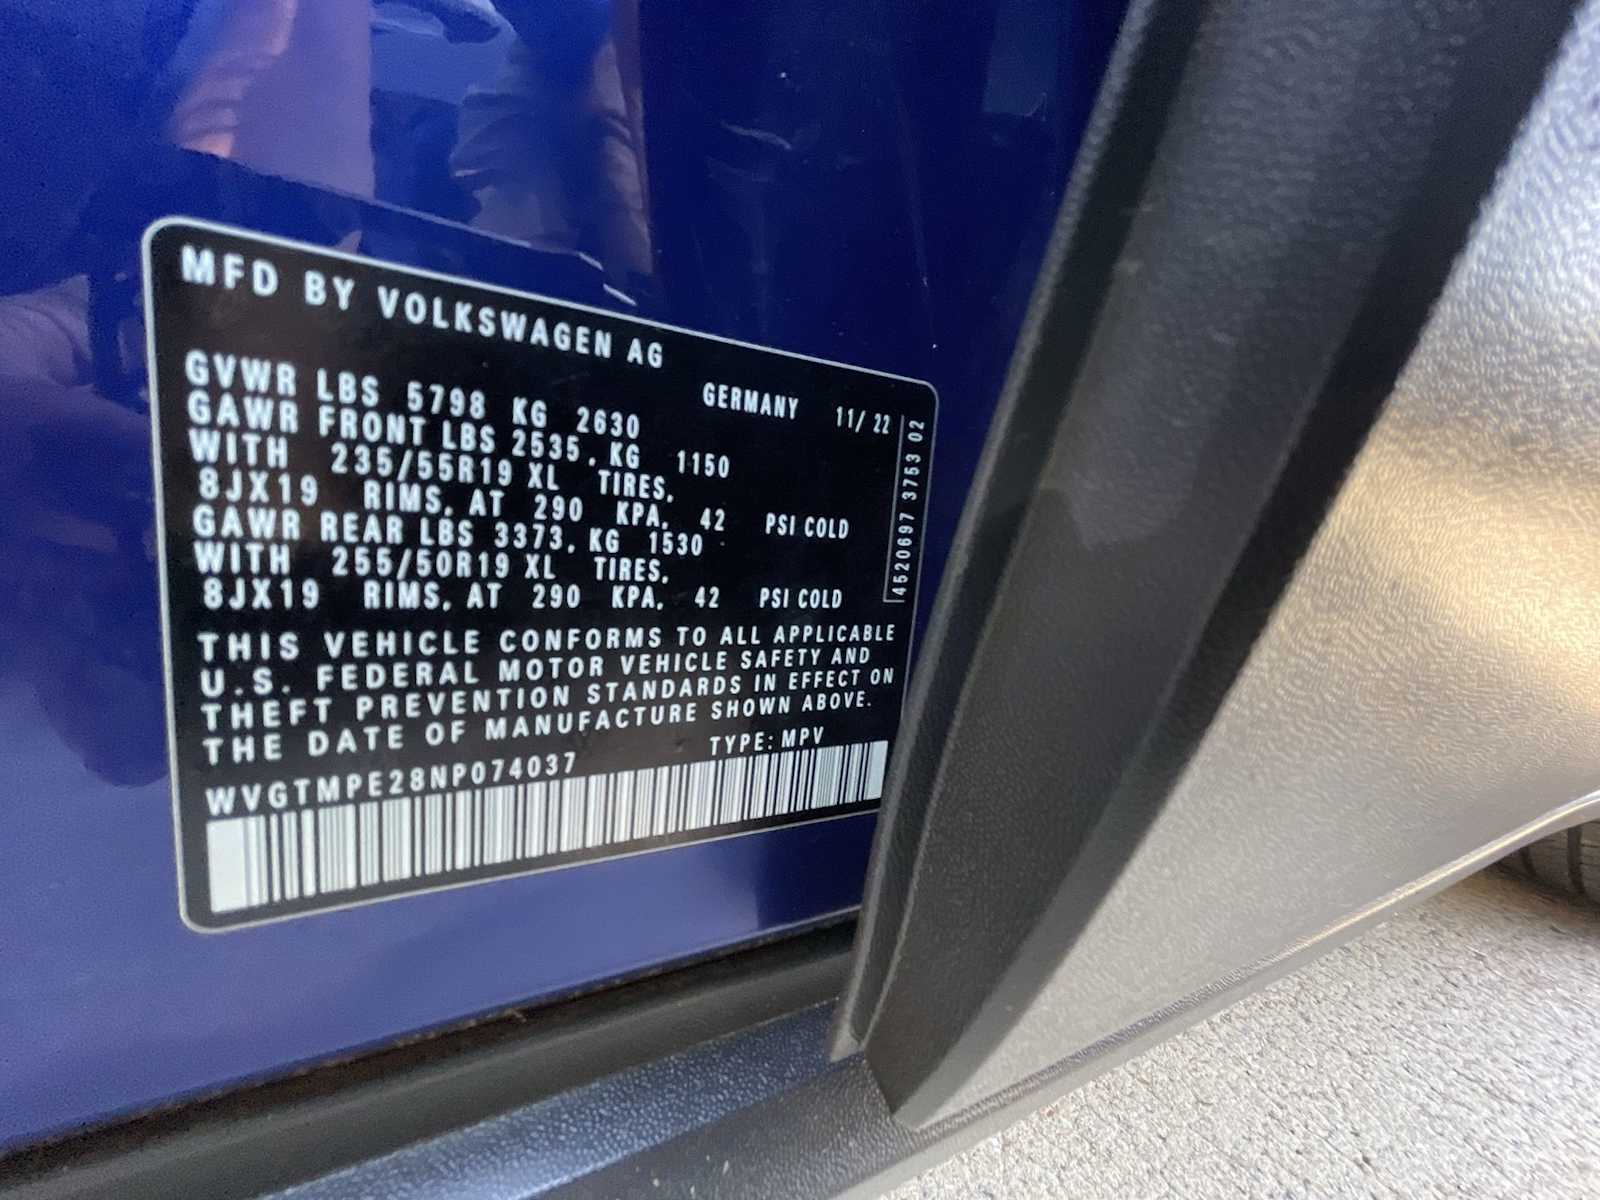 MFD BY VOLKSWAGEN AG
GERMANY 11/ 22
GVWR LBS 5798 KG 2630
GAWR FRONT LBS 2535. KG 1150
WITH 235/55R19 XL TIRES.
8JX19 RIMS. AT 290 KPA. 42 PSI COLD
GAWR REAR LBS 3373. KG 1530
WITH 255/50R19 XL TIRES.
8JX19 RIMS. AT 290 KPA. 42 PSI COLD
4520697 3753 02
THIS VEHICLE CONFORMS TO ALL APPLICABLE
U.S. FEDERAL MOTOR VEHICLE SAFETY AND
THEFT PREVENTION STANDARDS IN EFFECT ON
THE DATE OF MANUFACTURE SHOWN ABOVE.
WVGTMPE28NP074037 TYPE: MPV